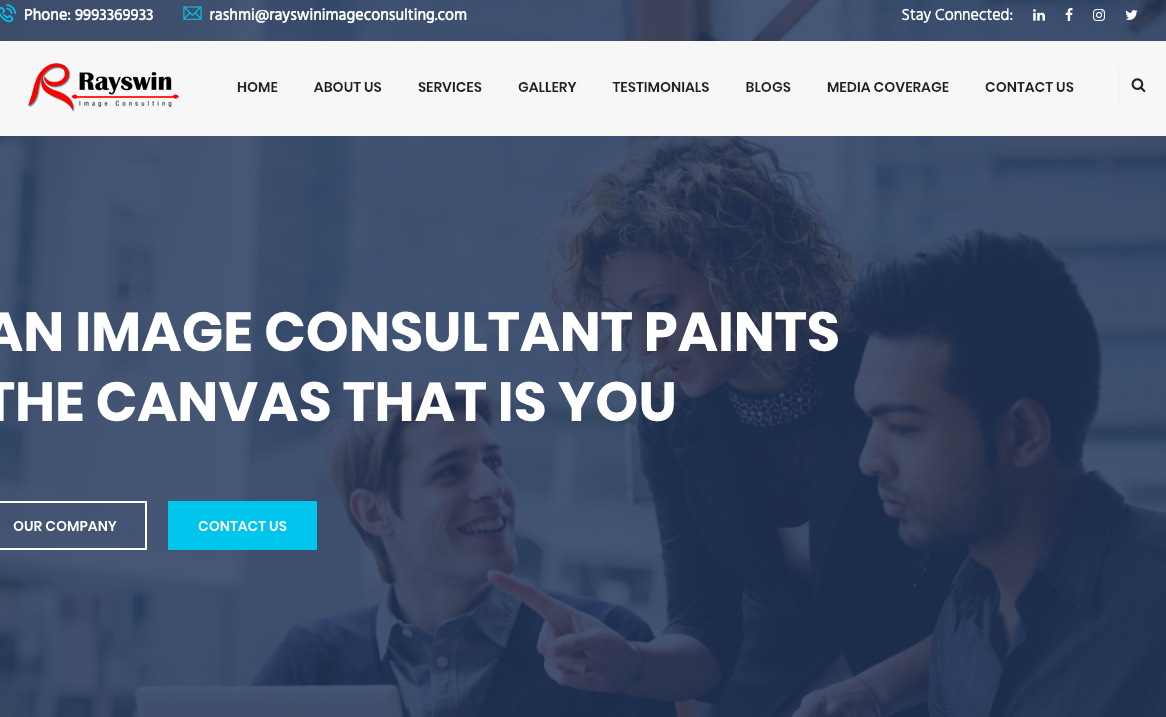 Phone: 9993369933 rashmi@rayswinimageconsulting.com Stay Connected:
Rayswin
Image Consulting
HOME ABOUT US SERVICES GALLERY TESTIMONIALS BLOGS MEDIA COVERAGE CONTACT US
AN IMAGE CONSULTANT PAINTS
THE CANVAS THAT IS YOU
OUR COMPANY CONTACT US